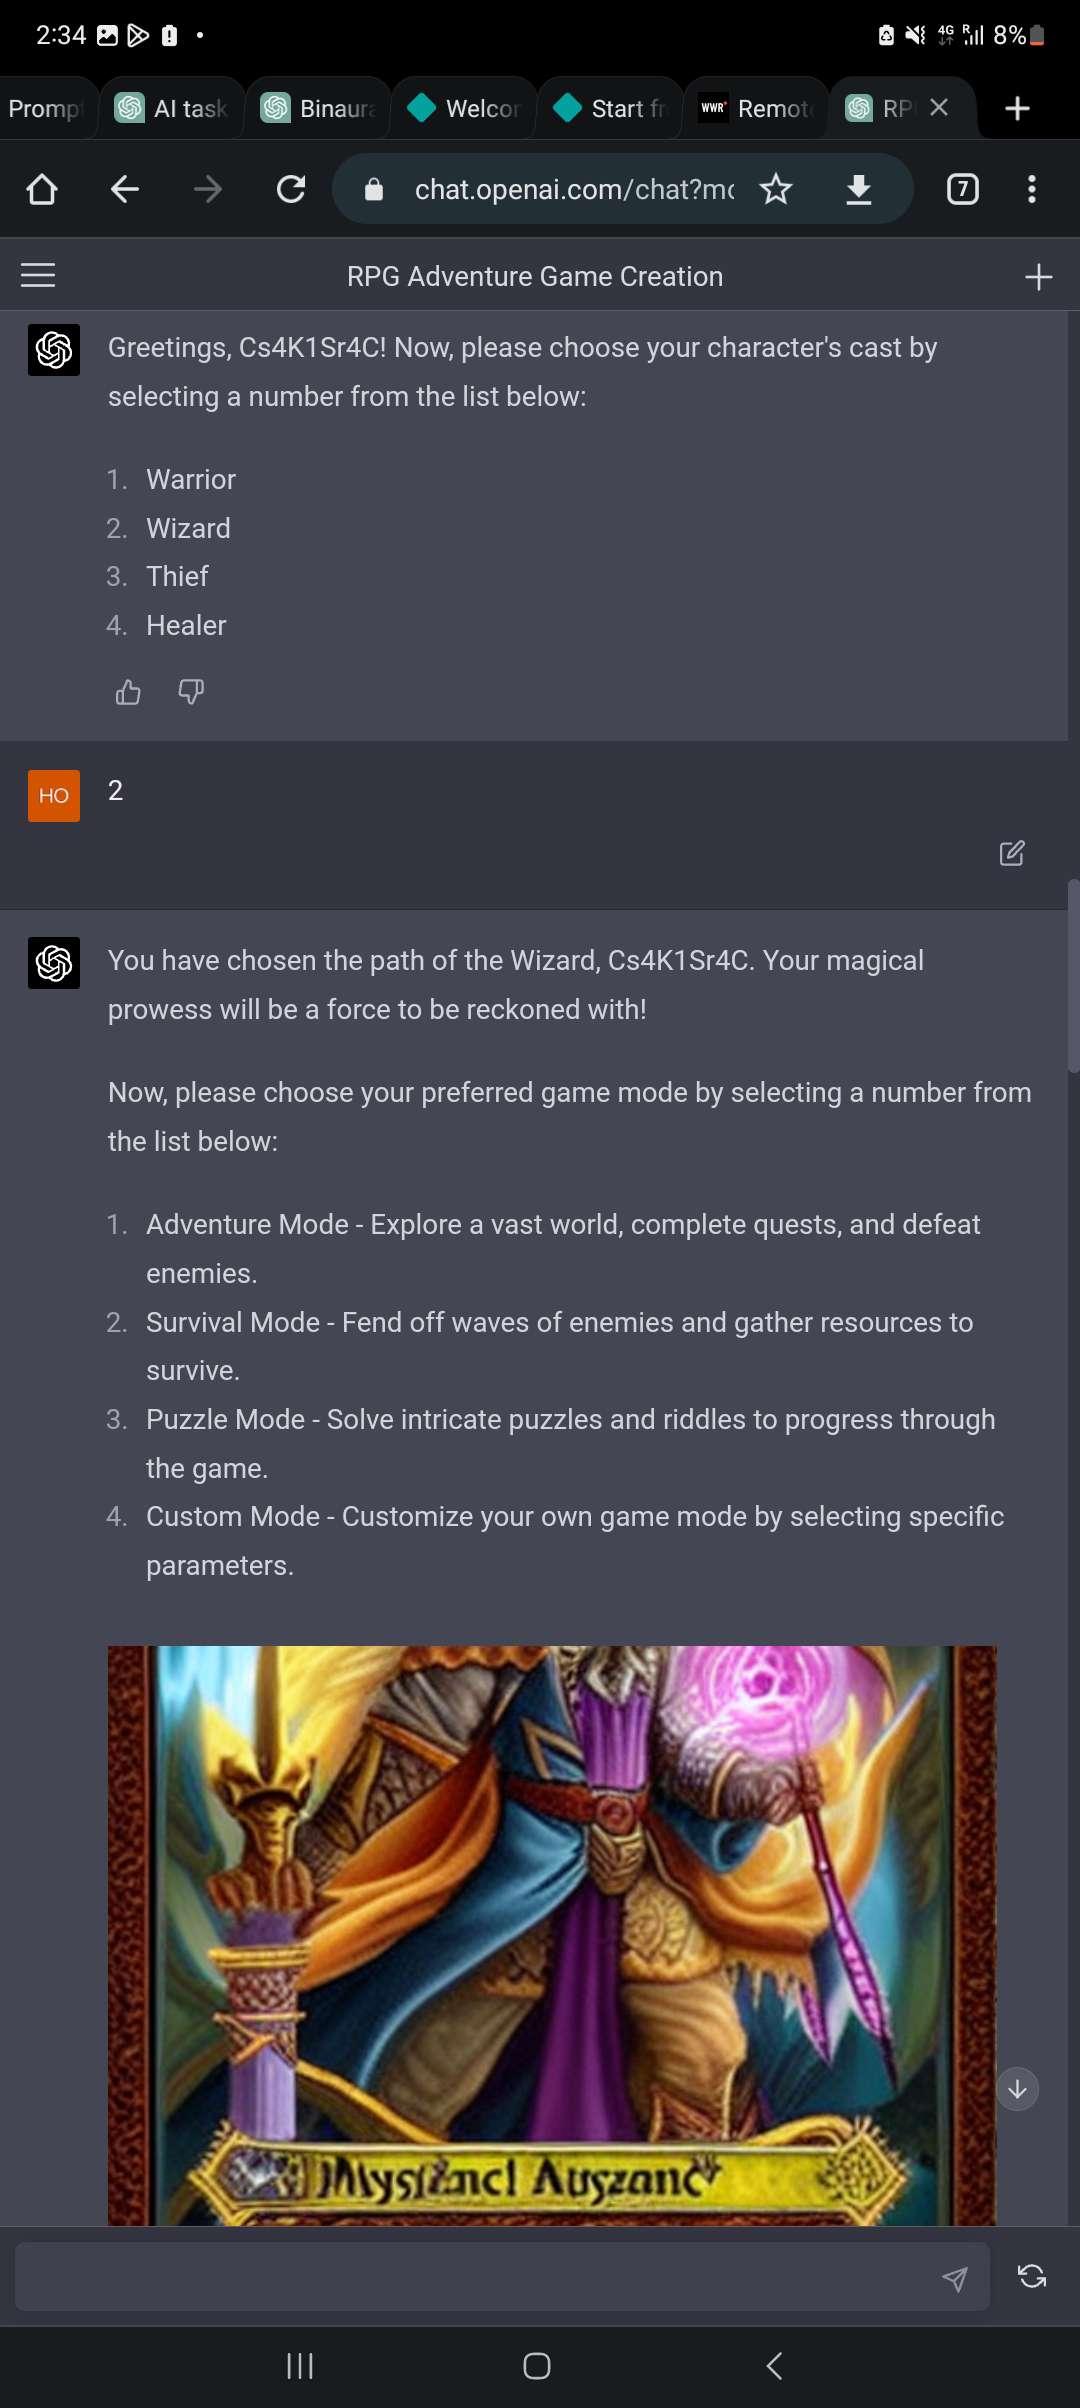 2:34
4G R 8%
Promp AI task Binaura Welcor Start fr WWR Remote RP
chat.openai.com/chat?mo 7
RPG Adventure Game Creation
Greetings, Cs4K1Sr4C! Now, please choose your character's cast by
selecting a number from the list below:
1. Warrior
2. Wizard
3. Thief
4. Healer
HO 2
You have chosen the path of the Wizard, Cs4K1Sr4C. Your magical
prowess will be a force to be reckoned with!
Now, please choose your preferred game mode by selecting a number from
the list below:
1. Adventure Mode - Explore a vast world, complete quests, and defeat
enemies.
2. Survival Mode - Fend off waves of enemies and gather resources to
survive.
3. Puzzle Mode - Solve intricate puzzles and riddles to progress through
the game.
4. Custom Mode - Customize your own game mode by selecting specific
parameters.